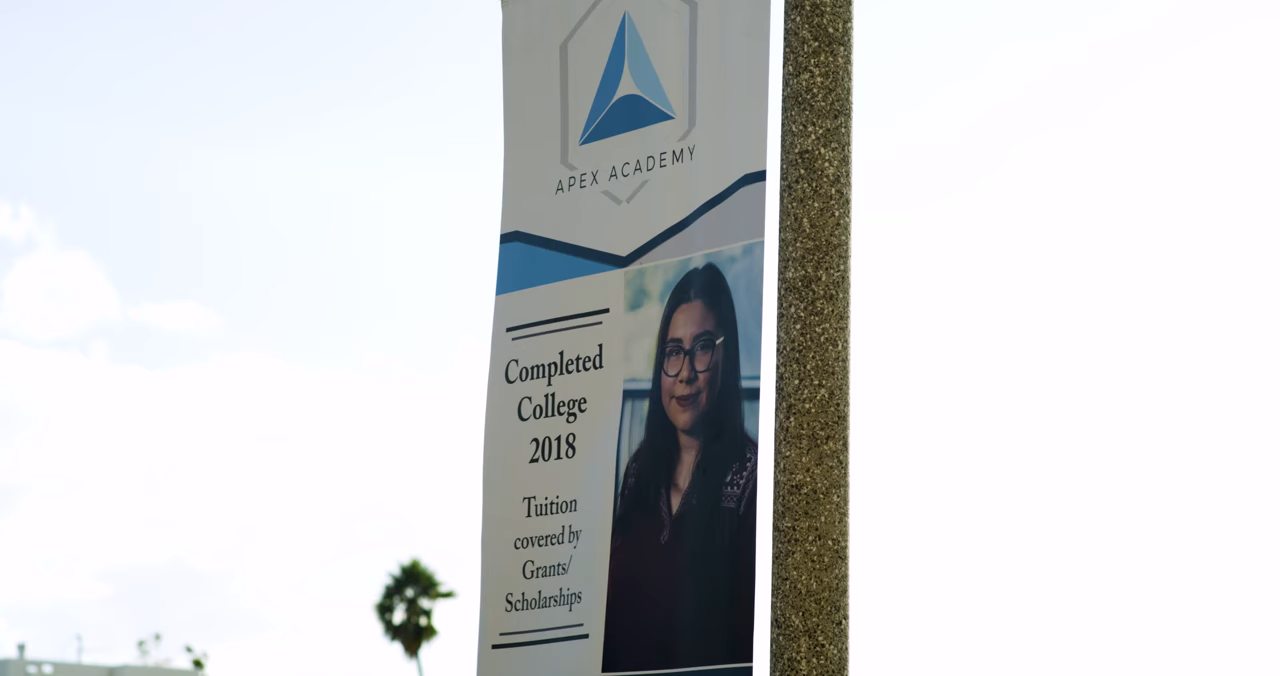 APEX ACADEMY
Completed
College
2018
Tuition
covered by
Grants/
Scholarships